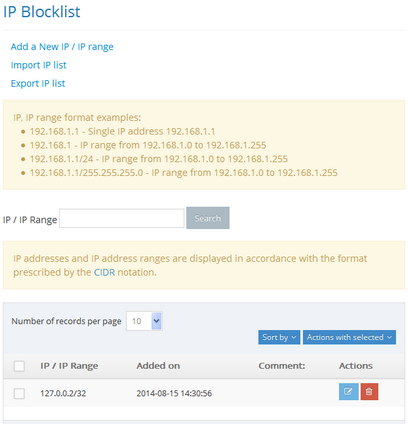 IP Blocklist
Add a New IP / IP range
Import IP list
Export IP list
IP, IP range format examples:
192.168.1.1 - Single IP address 192.168.1.1
192.168.1 - IP range from 192.168.1.0 to 192.168.1.255
192.168.1.1/24 - IP range from 192.168.1.0 to 192.168.1.255
192.168.1.1/255.255.255.0 - IP range from 192.168.1.0 to 192.168.1.255
IP / IP Range Search
IP addresses and IP address ranges are displayed in accordance with the format
prescribed by the CIDR notation.
Number of records per page 10
Sort by Actions with selected
IP / IP Range Added on Comment: Actions
127.0.0.2/32 2014-08-15 14:30:56